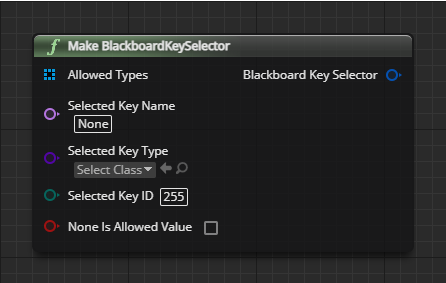 f Make BlackboardKeySelector
Allowed Types
Blackboard Key Selector
Selected Key Name
None
Selected Key Type
Select Class
Selected Key ID 255
None Is Allowed Value